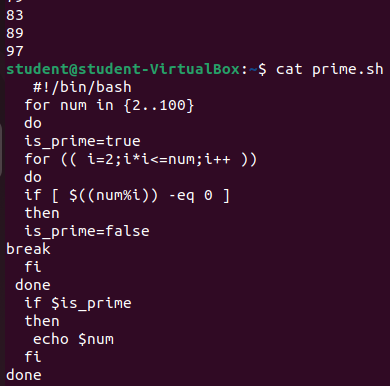 83
89
97
student@student-VirtualBox:~$ cat prime.sh
   #!/bin/bash
  for num in {2..100}
  do
  is_prime=true
  for (( i=2;i*i<=num;i++ ))
  do
  if [ $((num%i)) -eq 0 ]
  then
  is_prime=false
break
  fi
 done
  if $is_prime
  then
   echo $num
  fi
done